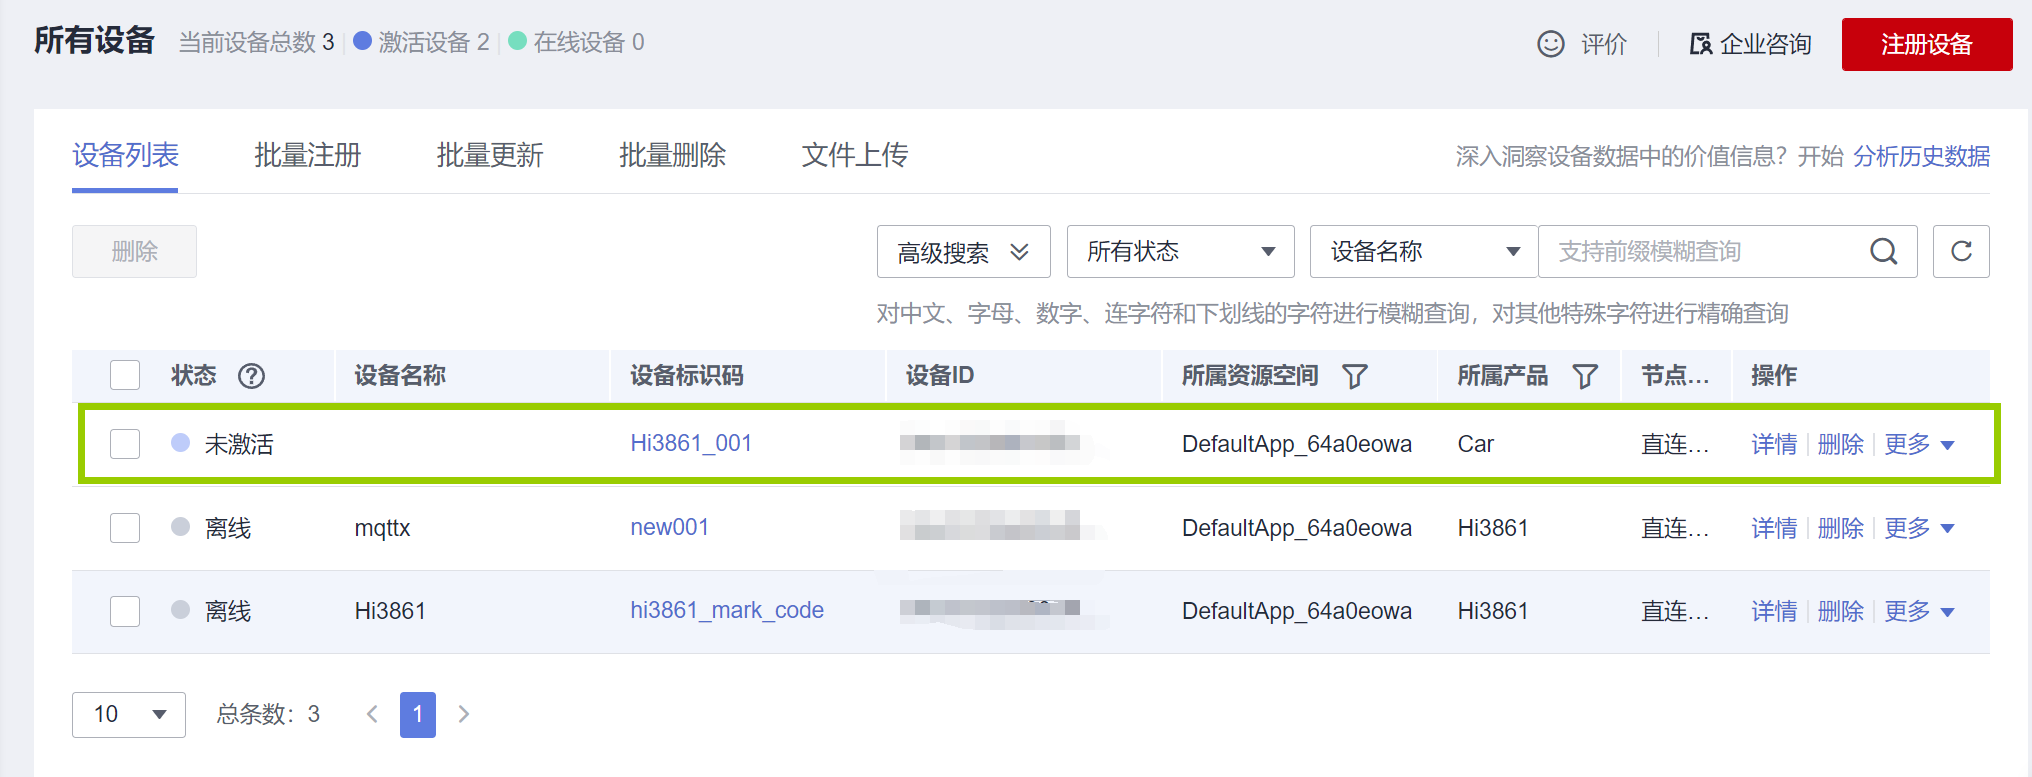 所有设备 当前设备总数 3 激活设备 2 在线设备 0 评价 企业咨询 注册设备
设备列表 批量注册 批量更新 批量删除 文件上传 深入洞察设备数据中的价值信息？开始 分析历史数据
删除 高级搜索 所有状态 设备名称 支持前缀模糊查询
对中文、字母、数字、连字符和下划线的字符进行模糊查询，对其他特殊字符进行精确查询
状态 设备名称 设备标识码 设备ID 所属资源空间 所属产品 节点... 操作
未激活 Hi3861_001 DefaultApp_64a0eowa Car 直连... 详情 删除 更多
离线 mqttx new001 DefaultApp_64a0eowa Hi3861 直连... 详情 删除 更多
离线 Hi3861 hi3861_mark_code DefaultApp_64a0eowa Hi3861 直连... 详情 删除 更多
10 总条数：3 < 1 >